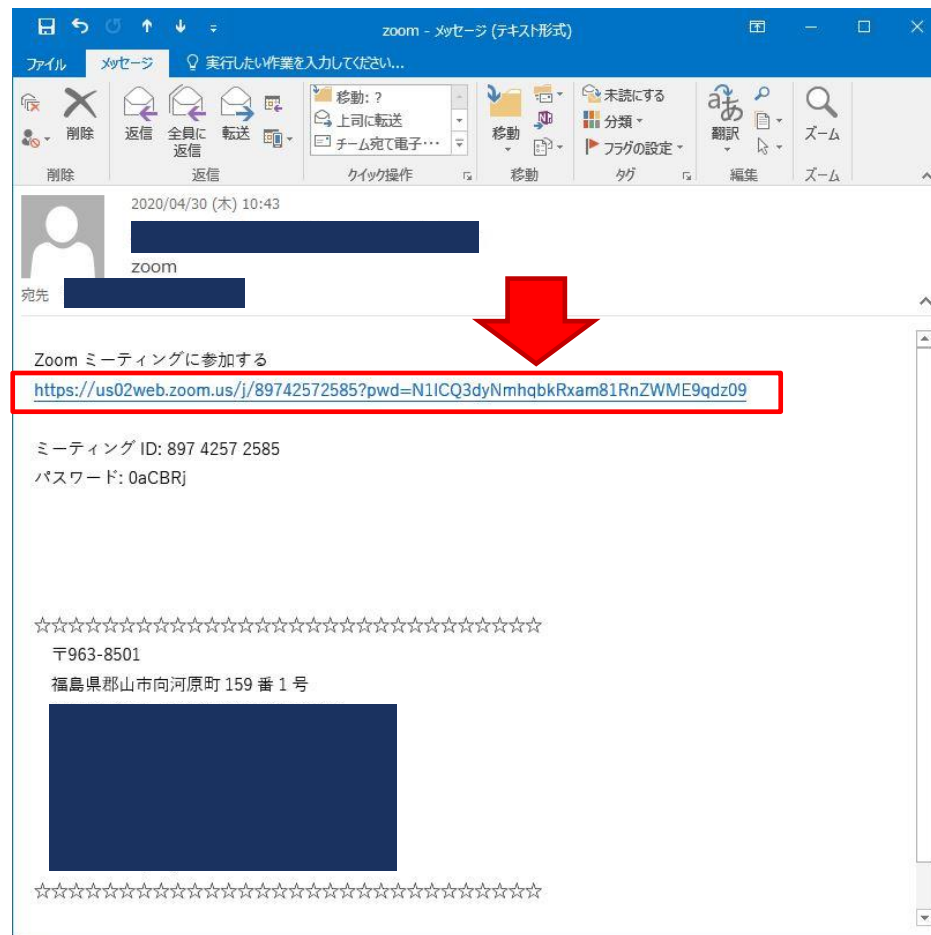 zoom - メッセージ (テキスト形式)
ファイル メッセージ 実行したい作業を入力してください...
削除 返信 全員に返信 転送
移動: ?
上司に転送
チーム宛て電子…
移動
未読にする
分類
フラグの設定
翻訳 ズーム
削除 返信 クイック操作 移動 タグ 編集 ズーム
2020/04/30 (木) 10:43
zoom
宛先
Zoom ミーティングに参加する
https://us02web.zoom.us/j/89742572585?pwd=N1lCQ3dyNmhqbkRxam81RnZWME9qdz09
ミーティング ID: 897 4257 2585
パスワード: 0aCBRj
☆☆☆☆☆☆☆☆☆☆☆☆☆☆☆☆☆☆☆☆☆☆☆☆☆☆☆☆☆☆
〒963-8501
福島県郡山市向河原町 159 番 1 号
☆☆☆☆☆☆☆☆☆☆☆☆☆☆☆☆☆☆☆☆☆☆☆☆☆☆☆☆☆☆